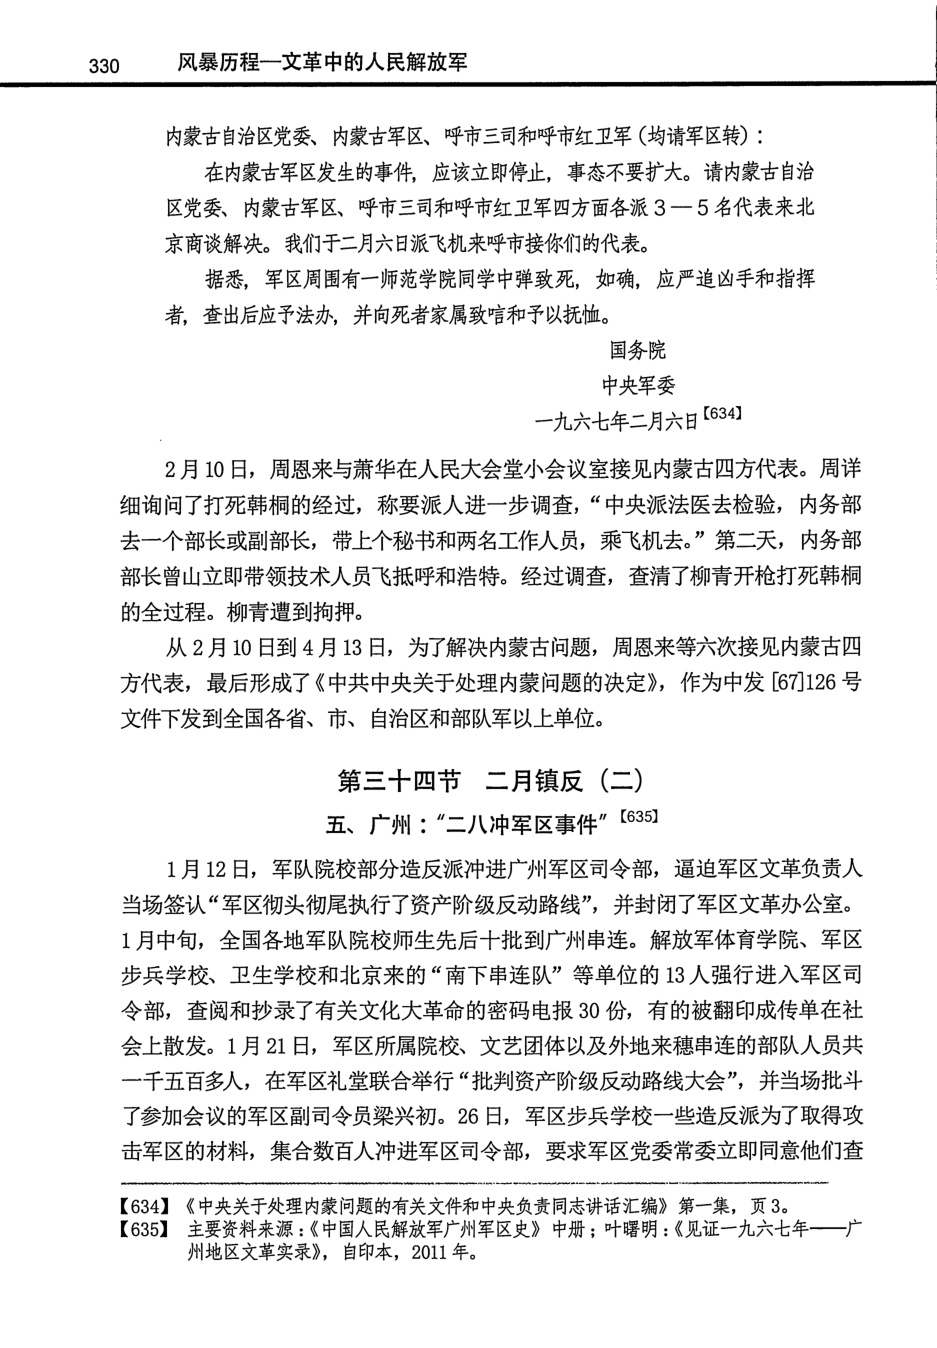 330 风暴历程—文革中的人民解放军
内蒙古自治区党委、内蒙古军区、呼市三司和呼市红卫军（均请军区转）：
在内蒙古军区发生的事件，应该立即停止，事态不要扩大。请内蒙古自治
区党委、内蒙古军区、呼市三司和呼市红卫军四方面各派３—５名代表来北
京商谈解决。我们于二月六日派飞机来呼市接你们的代表。
据悉，军区周围有一师范学院同学中弹致死，如确，应严追凶手和指挥
者，查出后应予法办，并向死者家属致唁和予以抚恤。
国务院
中央军委
一九六七年二月六日【634】
2 月 10 日，周恩来与萧华在人民大会堂小会议室接见内蒙古四方代表。周详
细询问了打死韩桐的经过，称要派人进一步调查，“中央派法医去检验，内务部
去一个部长或副部长，带上个秘书和两名工作人员，乘飞机去。”第二天，内务部
部长曾山立即带领技术人员飞抵呼和浩特。经过调查，查清了柳青开枪打死韩桐
的全过程。柳青遭到拘押。
从 2 月 10 日到 4 月 13 日，为了解决内蒙古问题，周恩来等六次接见内蒙古四
方代表，最后形成了《中共中央关于处理内蒙问题的决定》，作为中发 [67]126 号
文件下发到全国各省、市、自治区和部队军以上单位。
第三十四节　二月镇反（二）
五、广州：“二八冲军区事件”【635】
1 月 12 日，军队院校部分造反派冲进广州军区司令部，逼迫军区文革负责人
当场签认“军区彻头彻尾执行了资产阶级反动路线”，并封闭了军区文革办公室。
1 月中旬，全国各地军队院校师生先后十批到广州串连。解放军体育学院、军区
步兵学校、卫生学校和北京来的“南下串连队”等单位的 13 人强行进入军区司
令部，查阅和抄录了有关文化大革命的密码电报 30 份，有的被翻印成传单在社
会上散发。1 月 21 日，军区所属院校、文艺团体以及外地来穗串连的部队人员共
一千五百多人，在军区礼堂联合举行“批判资产阶级反动路线大会”，并当场批斗
了参加会议的军区副司令员梁兴初。26 日，军区步兵学校一些造反派为了取得攻
击军区的材料，集合数百人冲进军区司令部，要求军区党委常委立即同意他们查
【634】《中央关于处理内蒙问题的有关文件和中央负责同志讲话汇编》第一集，页 3。
【635】 主要资料来源：《中国人民解放军广州军区史》中册；叶曙明：《见证一九六七年——广
州地区文革实录》，自印本，2011 年。